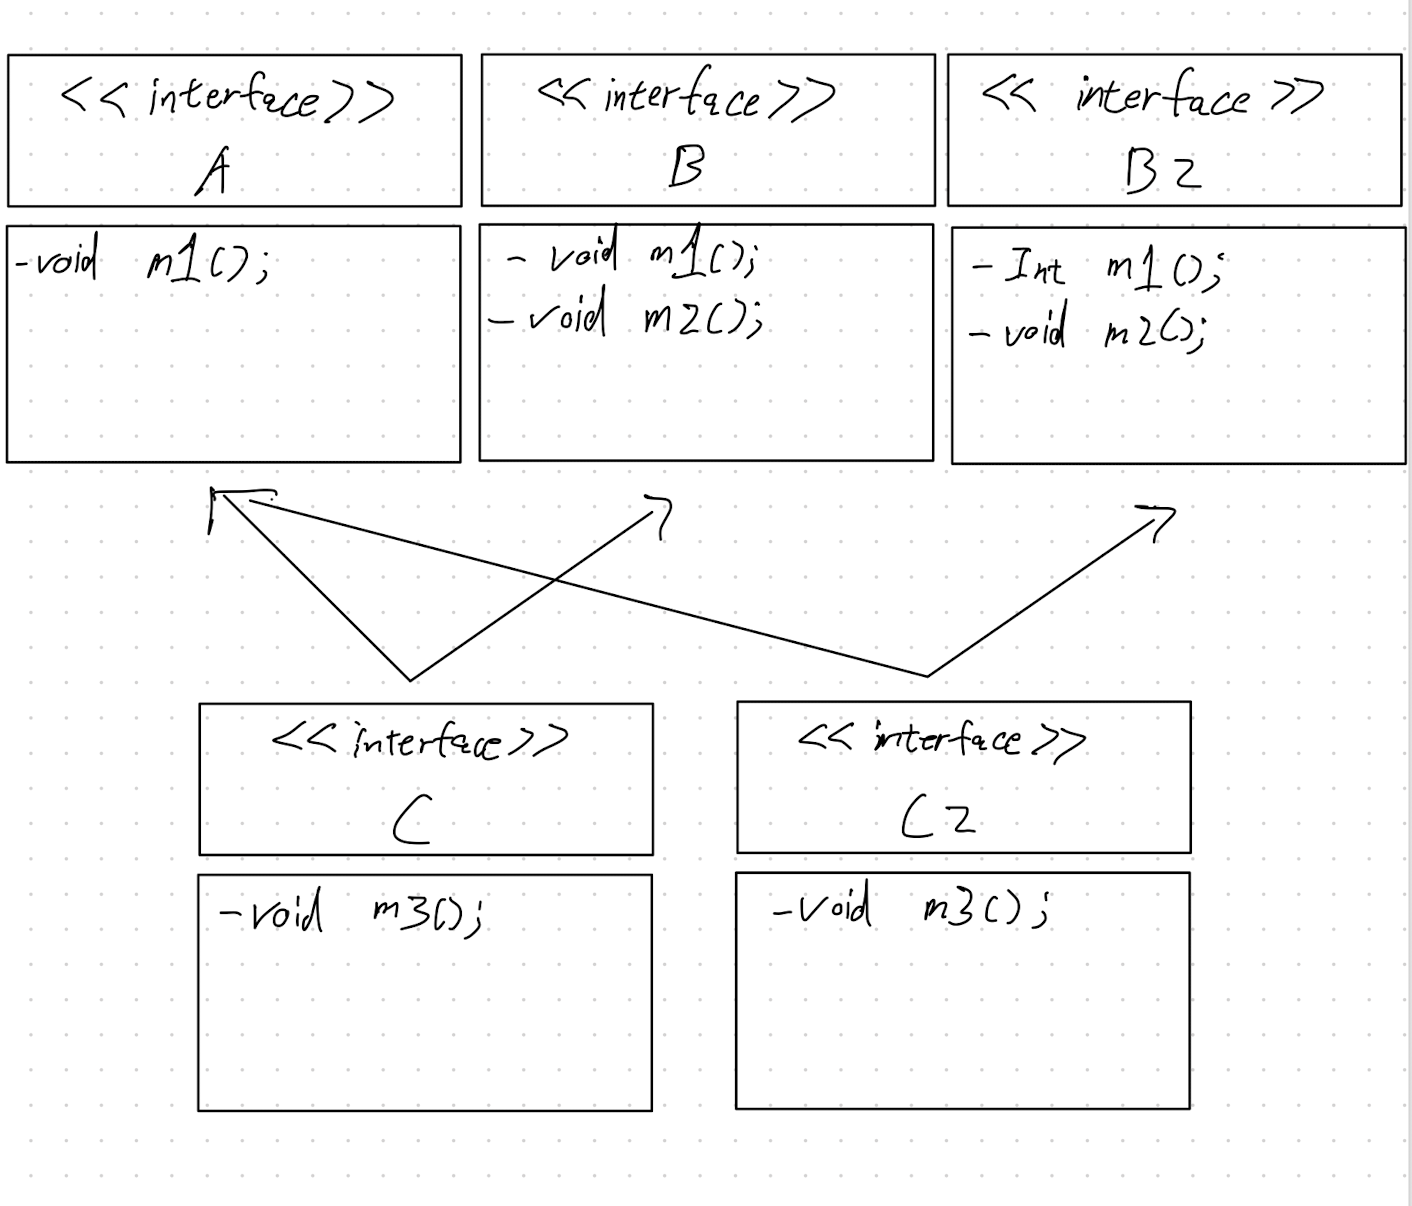 << interface >>
A
- void m1();
<< interface >>
B
- void m1();
- void m2();
<< interface >>
B2
- Int m1();
- void m2();
<< interface >>
C
- void m3();
<< interface >>
C2
- void m3();